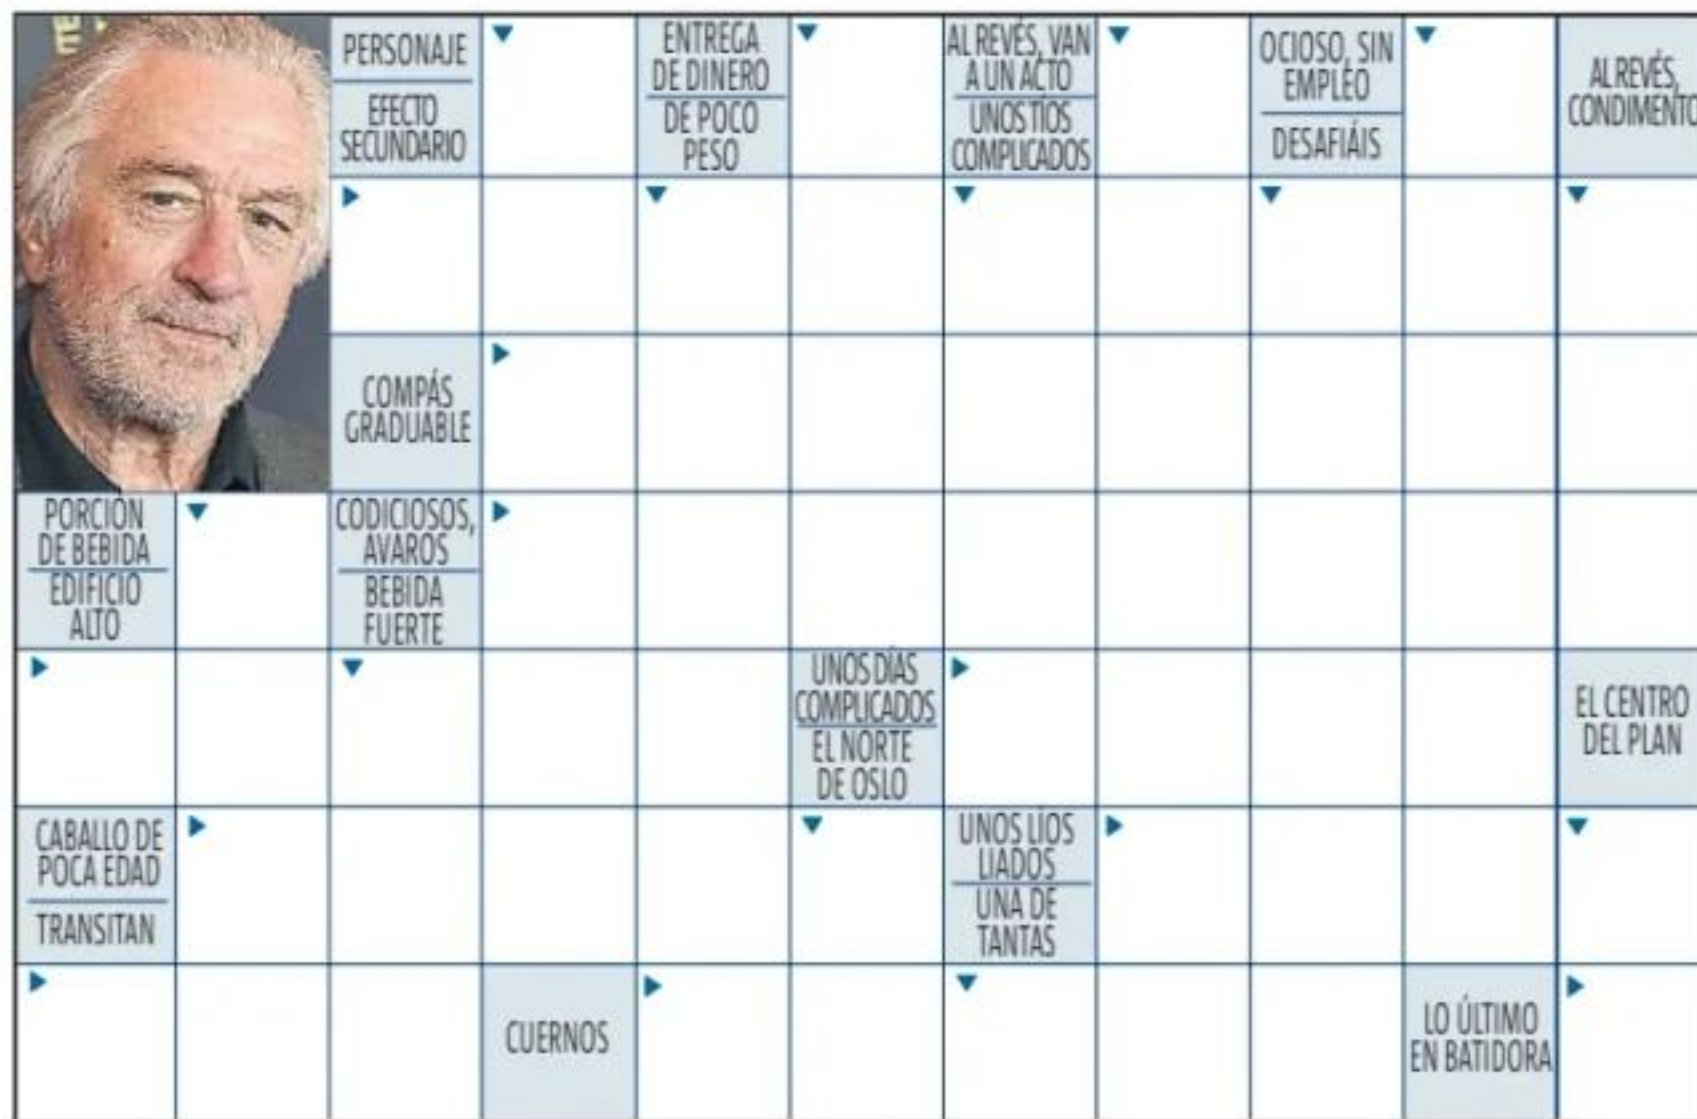 PERSONAJE
EFECTO
SECUNDARIO
ENTREGA
DE DINERO
DE POCO
PESO
AL REVÉS, VAN
A UN ACTO
UNOS TÍOS
COMPLICADOS
OCIOSO, SIN
EMPLEO
DESAFIÁIS
AL REVÉS,
CONDIMENTO
COMPÁS
GRADUABLE
PORCIÓN
DE BEBIDA
EDIFICIO
ALTO
CODICIOSOS,
AVAROS
BEBIDA
FUERTE
UNOS DÍAS
COMPLICADOS
EL NORTE
DE OSLO
EL CENTRO
DEL PLAN
CABALLO DE
POCA EDAD
TRANSITAN
UNOS LÍOS
LIADOS
UNA DE
TANTAS
CUERNOS
LO ÚLTIMO
EN BATIDORA